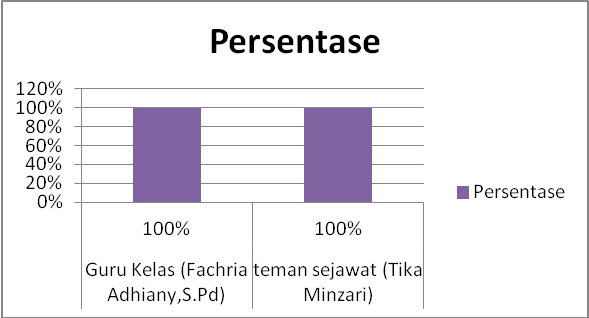 Persentase
120%
100%
80%
60%
40%
20%
0%
Persentase
100%
100%
Guru Kelas (Fachria
Adhiany,S.Pd)
teman sejawat (Tika
Minzari)